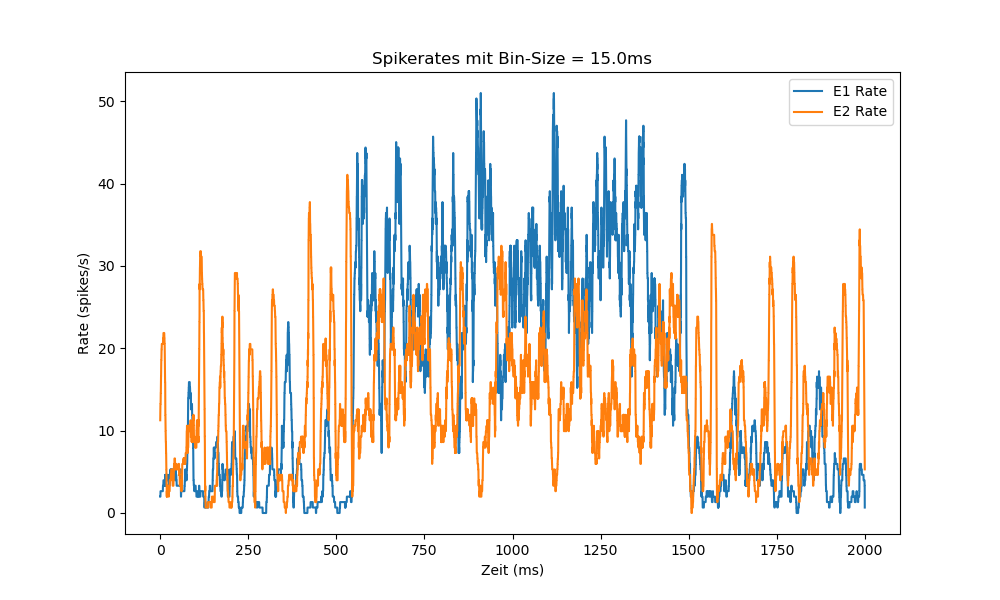 Spikerates mit Bin-Size = 15.0ms
E1 Rate
E2 Rate
50
40
30
20
10
0
Rate (spikes/s)
0 250 500 750 1000 1250 1500 1750 2000
Zeit (ms)